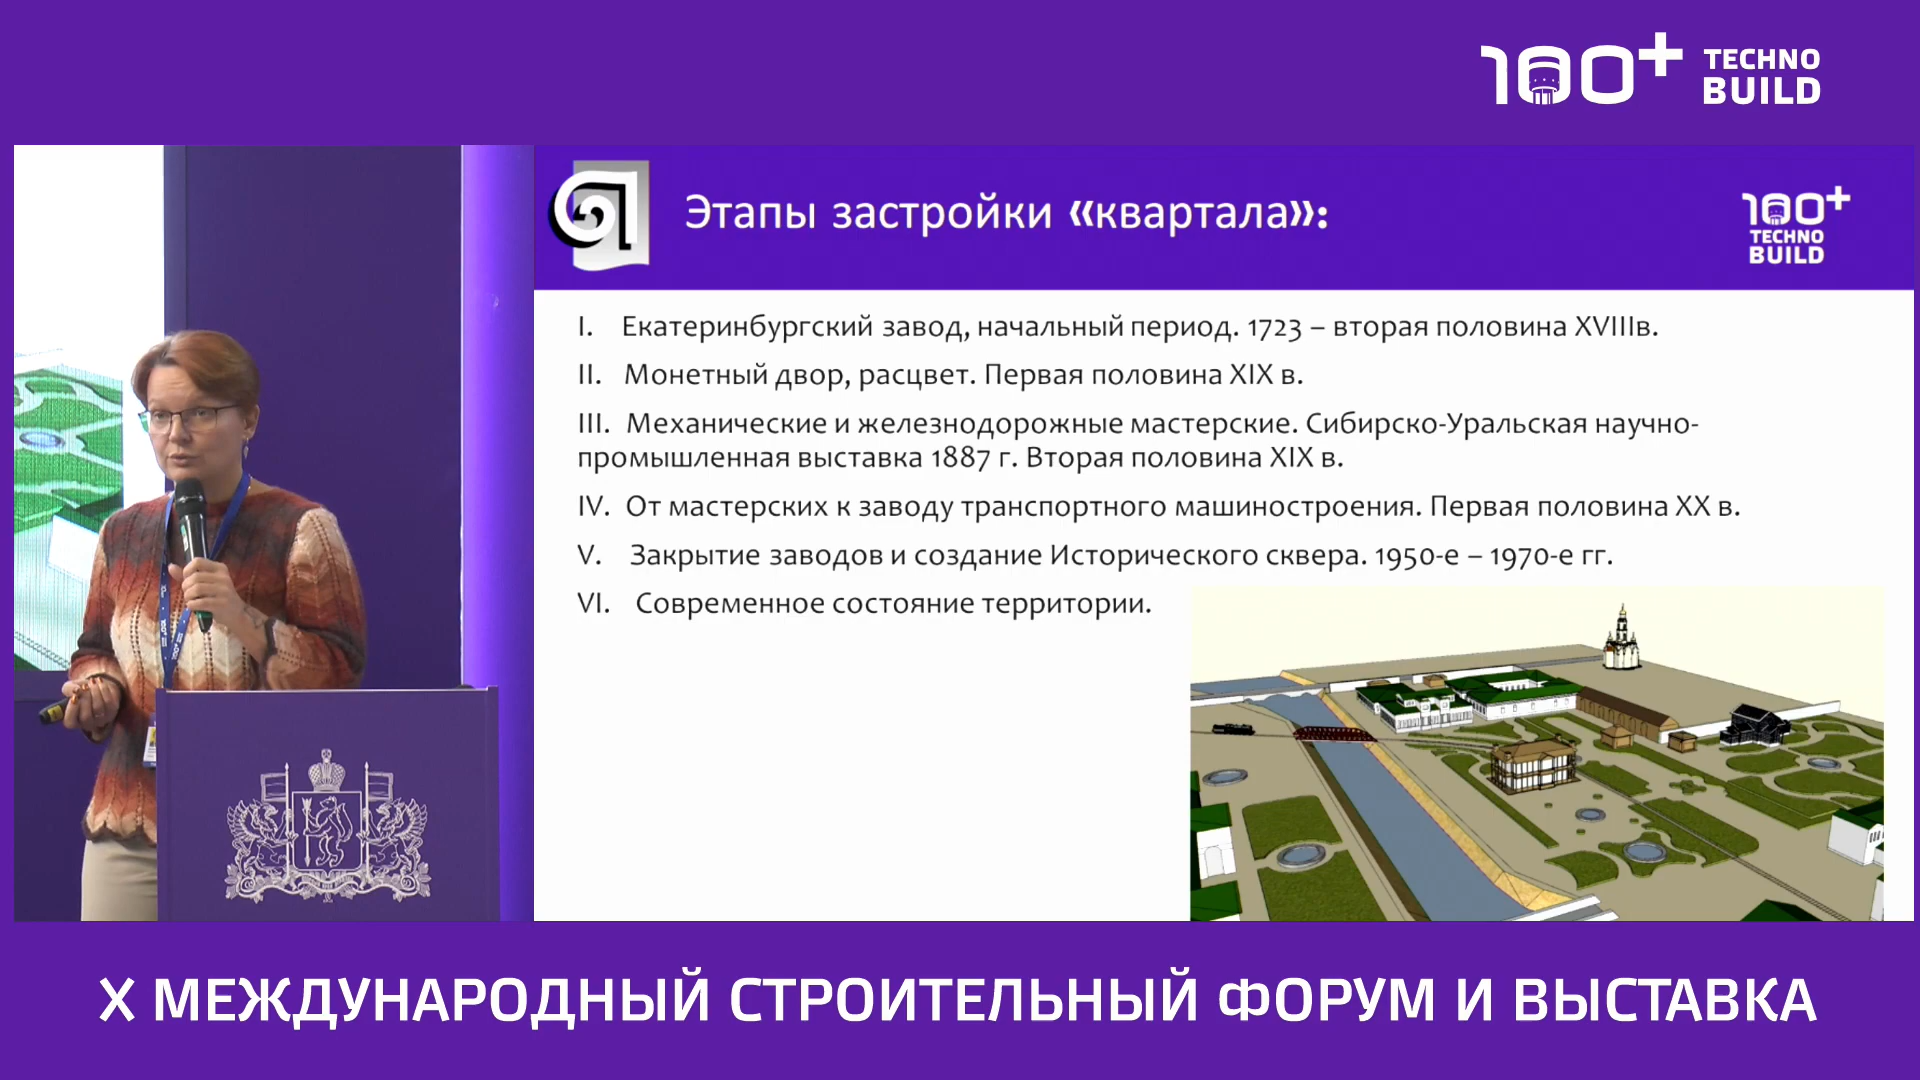 100+ TECHNO
BUILD
Этапы застройки «квартала»:
100+
TECHNO
BUILD
I. Екатеринбургский завод, начальный период. 1723 – вторая половина XVIIIв.
II. Монетный двор, расцвет. Первая половина XIX в.
III. Механические и железнодорожные мастерские. Сибирско-Уральская научно-
промышленная выставка 1887 г. Вторая половина XIX в.
IV. От мастерских к заводу транспортного машиностроения. Первая половина XX в.
V. Закрытие заводов и создание Исторического сквера. 1950-е – 1970-е гг.
VI. Современное состояние территории.
X МЕЖДУНАРОДНЫЙ СТРОИТЕЛЬНЫЙ ФОРУМ И ВЫСТАВКА